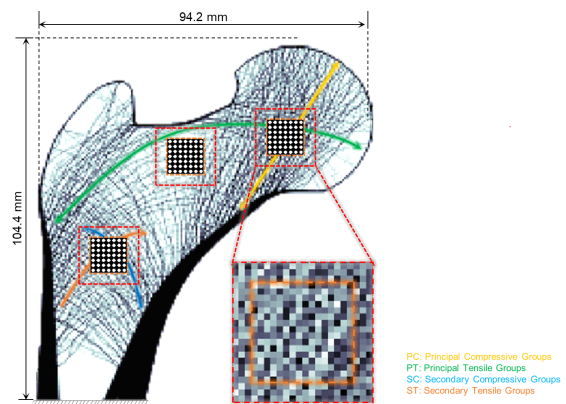 94.2 mm
104.4 mm
PC: Principal Compressive Groups
PT: Principal Tensile Groups
SC: Secondary Compressive Groups
ST: Secondary Tensile Groups